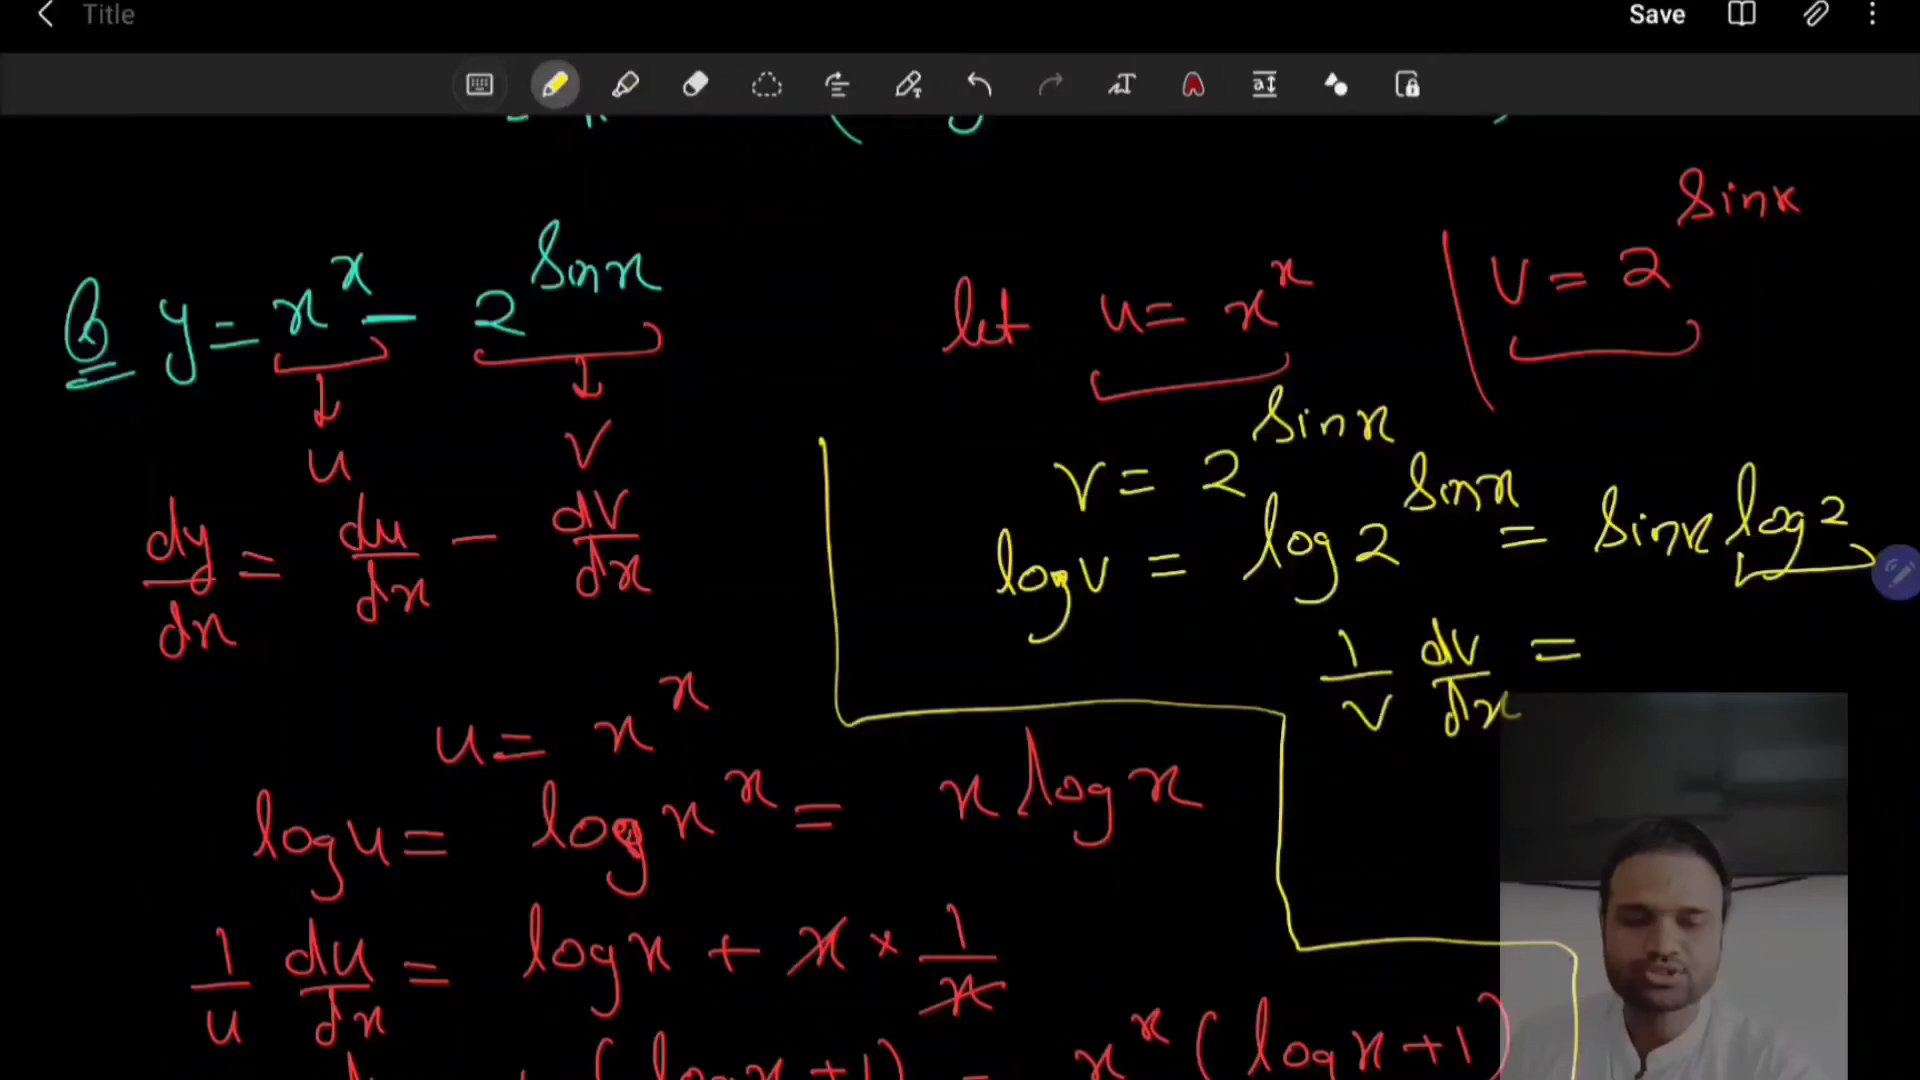 Title
Save
Q y = x^x - 2^sinx
u
v
dy/dx = du/dx - dv/dx
let u = x^x | v = 2^sinx
v = 2^sinx
log v = log 2^sinx = sinx log 2
1/v dv/dx =
u = x^x
log u = log x^x = x log x
1/u du/dx = log x + x × 1/x
(log x + 1) = x^x (log x + 1)